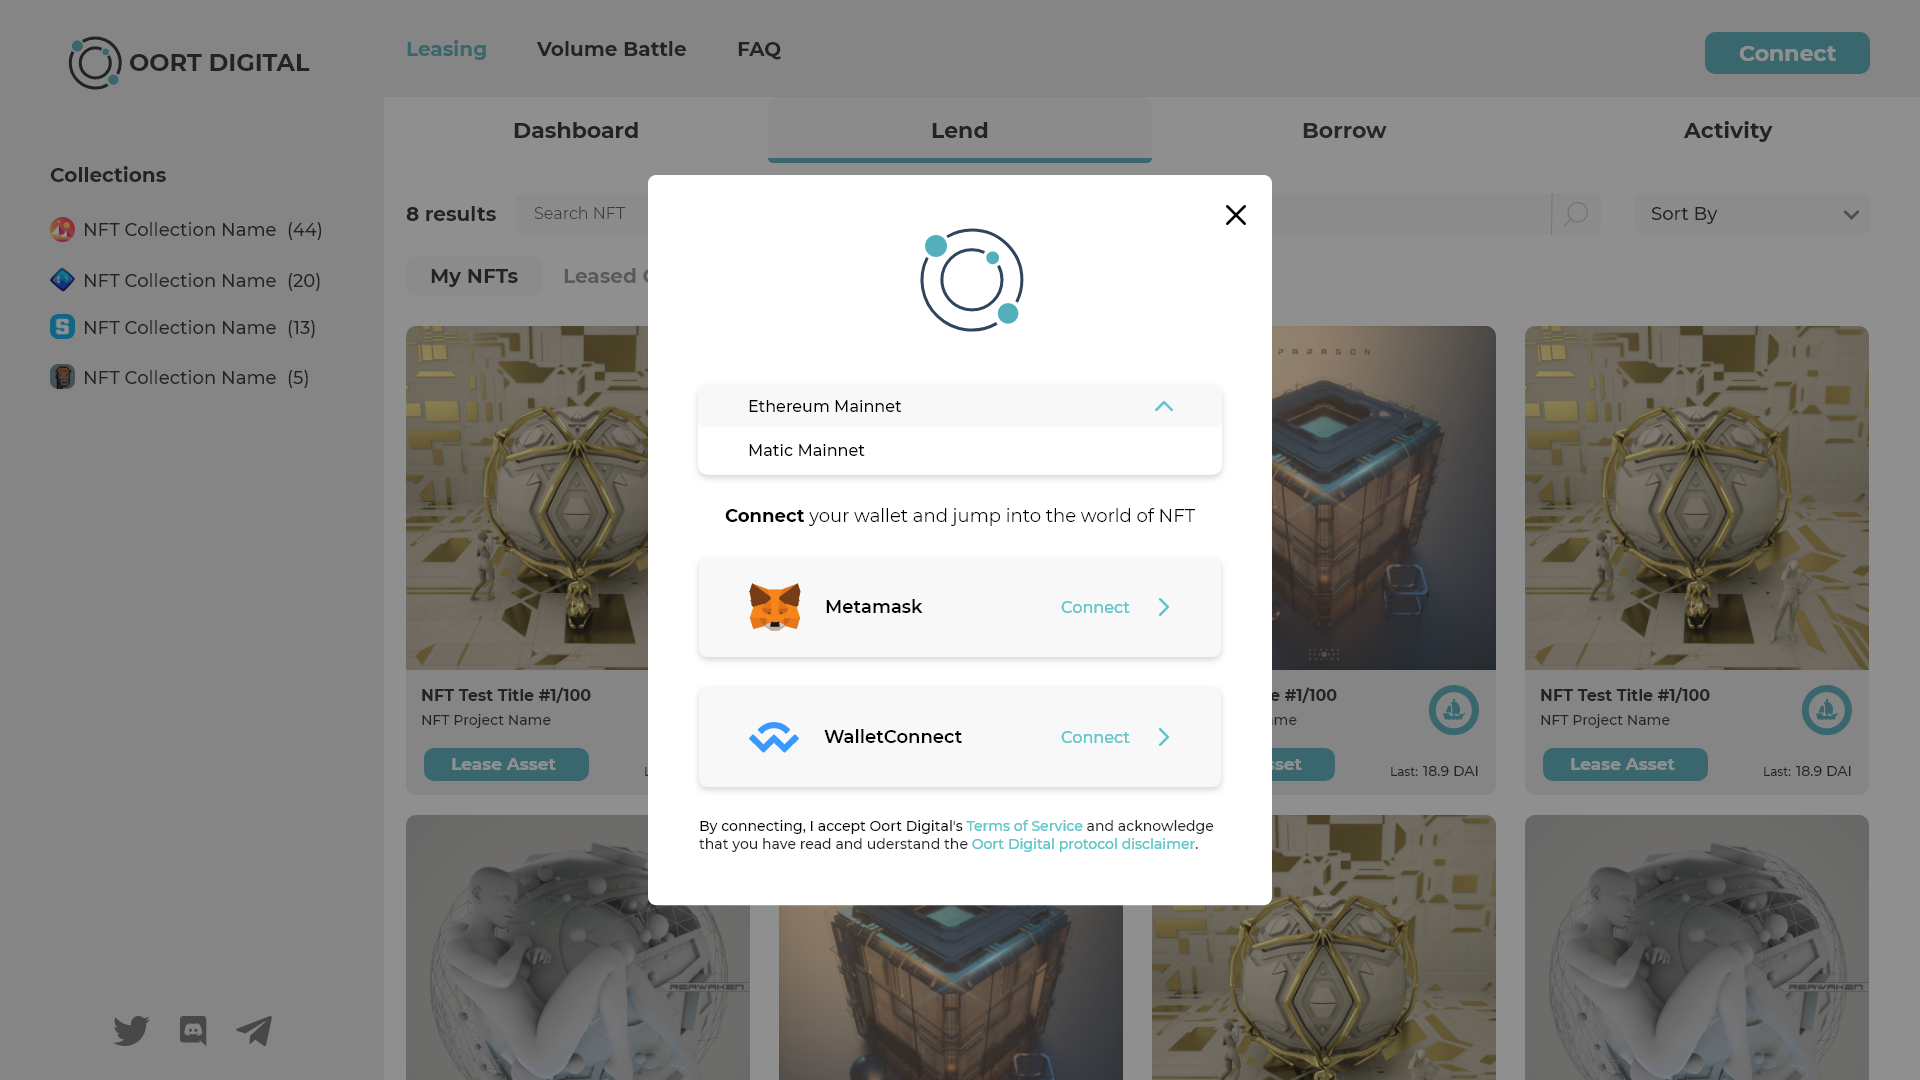 OORT DIGITAL
Leasing
Volume Battle
FAQ
Connect
Dashboard
Lend
Borrow
Activity
Collections
NFT Collection Name (44)
NFT Collection Name (20)
NFT Collection Name (13)
NFT Collection Name (5)
8 results
Search NFT
Sort By
My NFTs
Leased
Ethereum Mainnet
Matic Mainnet
Connect your wallet and jump into the world of NFT
Metamask
Connect
WalletConnect
Connect
By connecting, I accept Oort Digital's Terms of Service and acknowledge
that you have read and uderstand the Oort Digital protocol disclaimer.
PARAGON
NFT Test Title #1/100
NFT Project Name
Lease Asset
e #1/100
me
set
Last: 18.9 DAI
NFT Test Title #1/100
NFT Project Name
Lease Asset
Last: 18.9 DAI
REAWAKEN
REAWAKEN